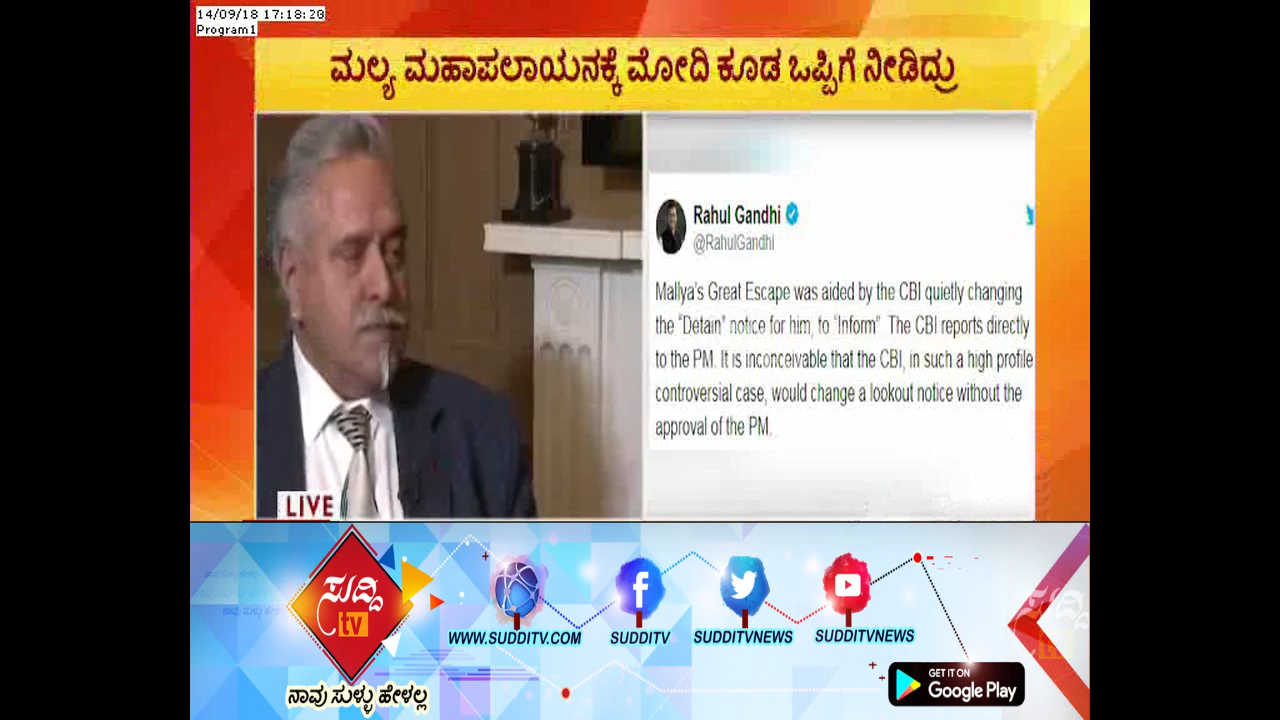 14/09/18 17:18:20
Program1
ಮಲ್ಯ ಮಹಾಪಲಾಯನಕ್ಕೆ ಮೋದಿ ಕೂಡ ಒಪ್ಪಿಗೆ ನೀಡಿದ್ರು
Rahul Gandhi
@RahulGandhi
Mallya's Great Escape was aided by the CBI quietly changing
the "Detain" notice for him, to "Inform" The CBI reports directly
to the PM. It is inconceivable that the CBI, in such a high profile
controversial case, would change a lookout notice without the
approval of the PM.
LIVE
ಸುದ್ದಿ
tv
ನಾವು ಸುಳ್ಳು ಹೇಳಲ್ಲ
WWW.SUDDITV.COM
SUDDITV
SUDDITVNEWS
SUDDITVNEWS
GET IT ON
Google Play